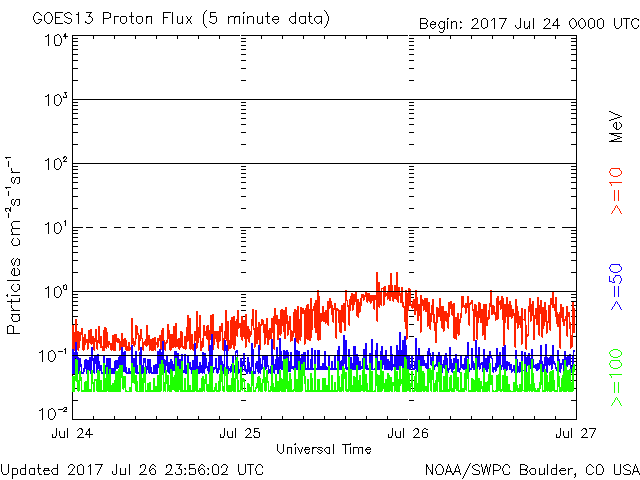 GOES13 Proton Flux (5 minute data)
Begin: 2017 Jul 24 0000 UTC
Particles cm⁻²s⁻¹sr⁻¹
10⁴
10³
10²
10¹
10⁰
10⁻¹
10⁻²
Jul 24
Jul 25
Jul 26
Jul 27
Universal Time
MeV
>=10
>=50
>=100
Updated 2017 Jul 26 23:56:02 UTC
NOAA/SWPC Boulder, CO USA